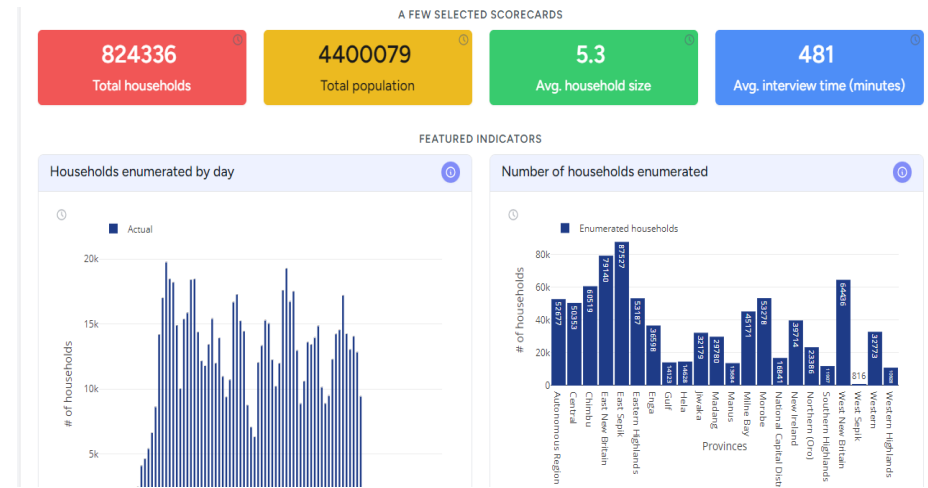 A FEW SELECTED SCORECARDS
824336
Total households
4400079
Total population
5.3
Avg. household size
481
Avg. interview time (minutes)
FEATURED INDICATORS
Households enumerated by day
Actual
20k
15k
10k
5k
# of households
Number of households enumerated
Enumerated households
80k
60k
40k
20k
0
# of households
52677
50353
60519
79140
87527
53187
36598
14123
14628
32179
29780
13684
45171
53278
16841
39714
23386
64436
816
32773
Autonomous Region
Central
Chimbu
East New Britain
East Sepik
Eastern Highlands
Enga
Gulf
Hela
Jiwaka
Madang
Manus
Milne Bay
Morobe
National Capital Distr
New Ireland
Northern (Oro)
Southern Highlands
West New Britain
West Sepik
Western
Western Highlands
Provinces